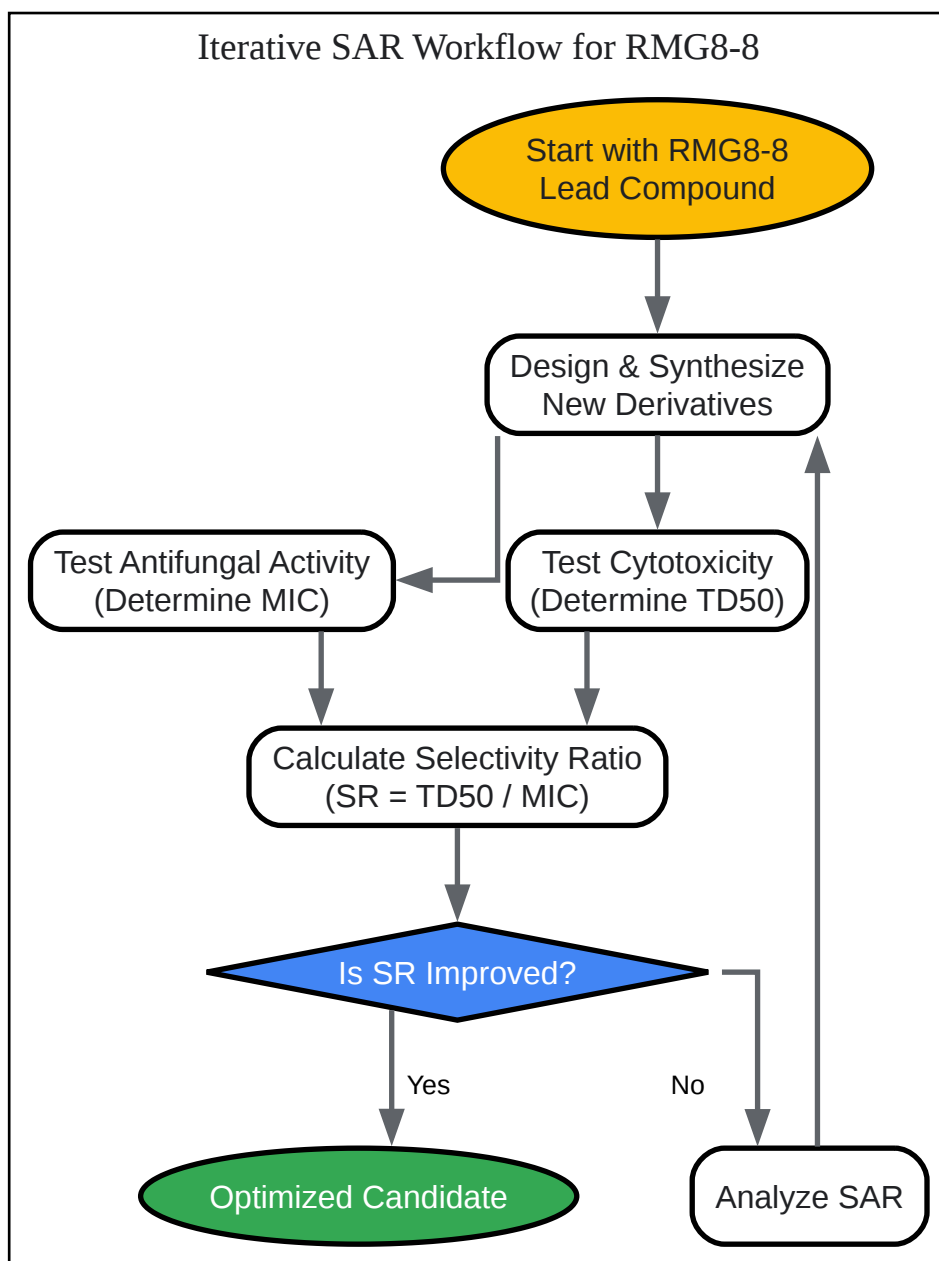 Iterative SAR Workflow for RMG8-8
Start with RMG8-8
Lead Compound
Design & Synthesize
New Derivatives
Test Antifungal Activity
(Determine MIC)
Test Cytotoxicity
(Determine TD50)
Calculate Selectivity Ratio
(SR = TD50 / MIC)
Is SR Improved?
Yes
No
Optimized Candidate
Analyze SAR